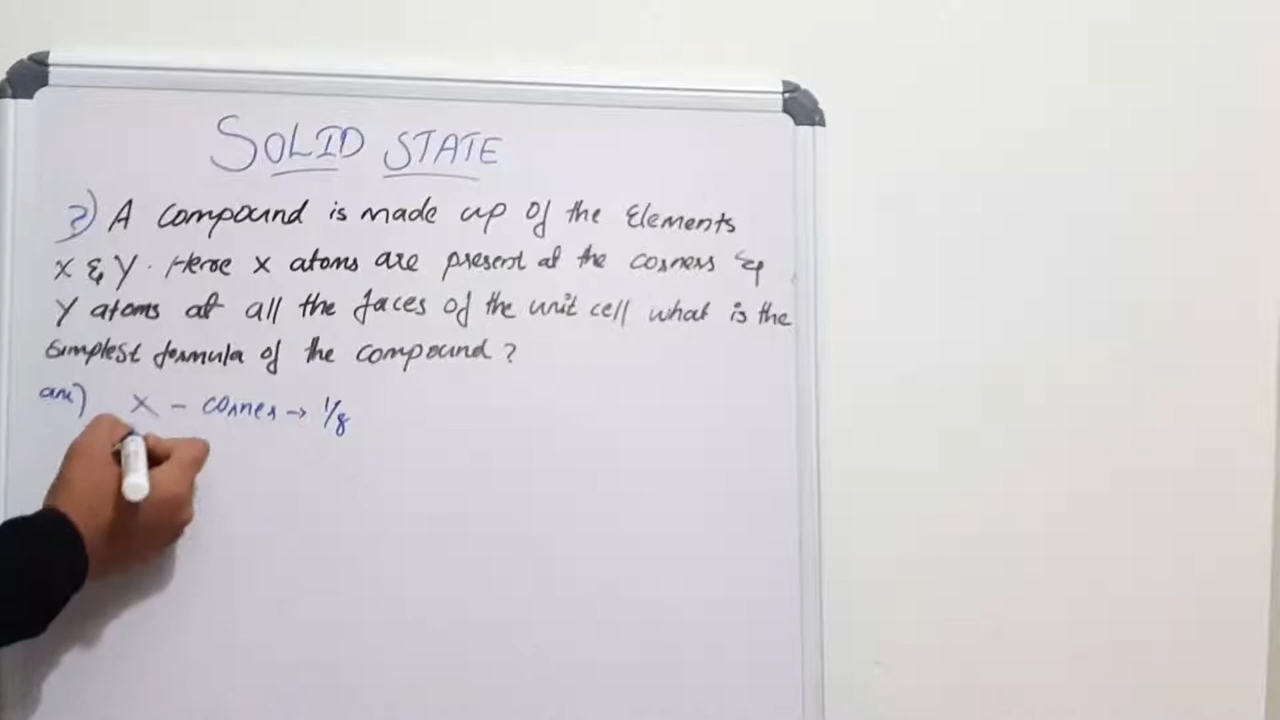 SOLID STATE
?) A compound is made up of the Elements
X & Y. Here X atoms are present at the corners &
Y atoms at all the faces of the unit cell what is the
simplest formula of the compound?
ans) X - corner → 1/8